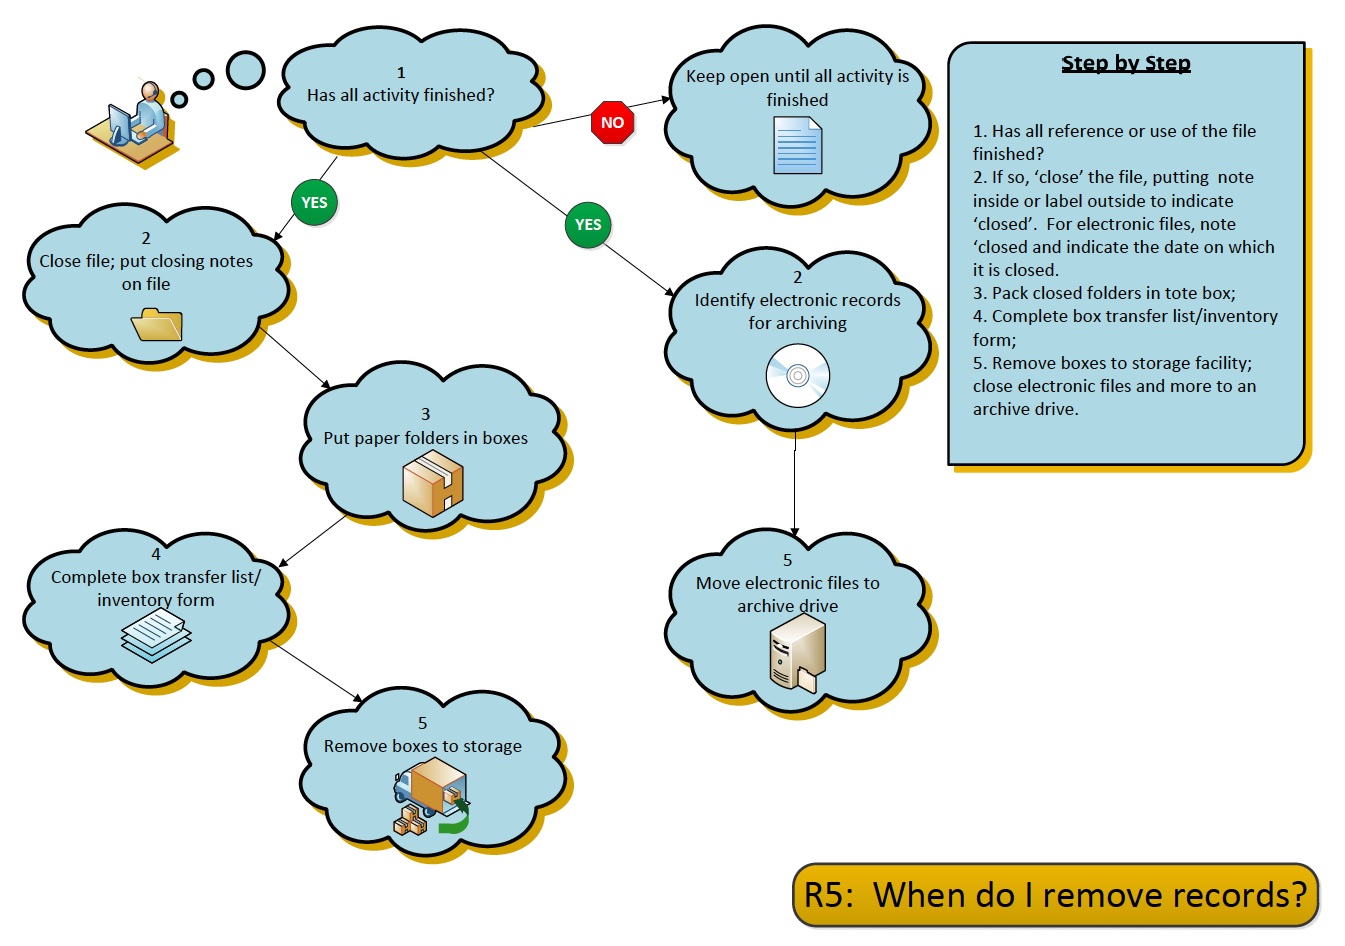 1
Has all activity finished?
NO
Keep open until all activity is
finished
YES
YES
2
Close file; put closing notes
on file
2
Identify electronic records
for archiving
3
Put paper folders in boxes
4
Complete box transfer list/
inventory form
5
Move electronic files to
archive drive
5
Remove boxes to storage
Step by Step
1. Has all reference or use of the file
finished?
2. If so, ‘close’ the file, putting  note
inside or label outside to indicate
‘closed’.  For electronic files, note
‘closed and indicate the date on which
it is closed.
3. Pack closed folders in tote box;
4. Complete box transfer list/inventory
form;
5. Remove boxes to storage facility;
close electronic files and more to an
archive drive.
R5:  When do I remove records?